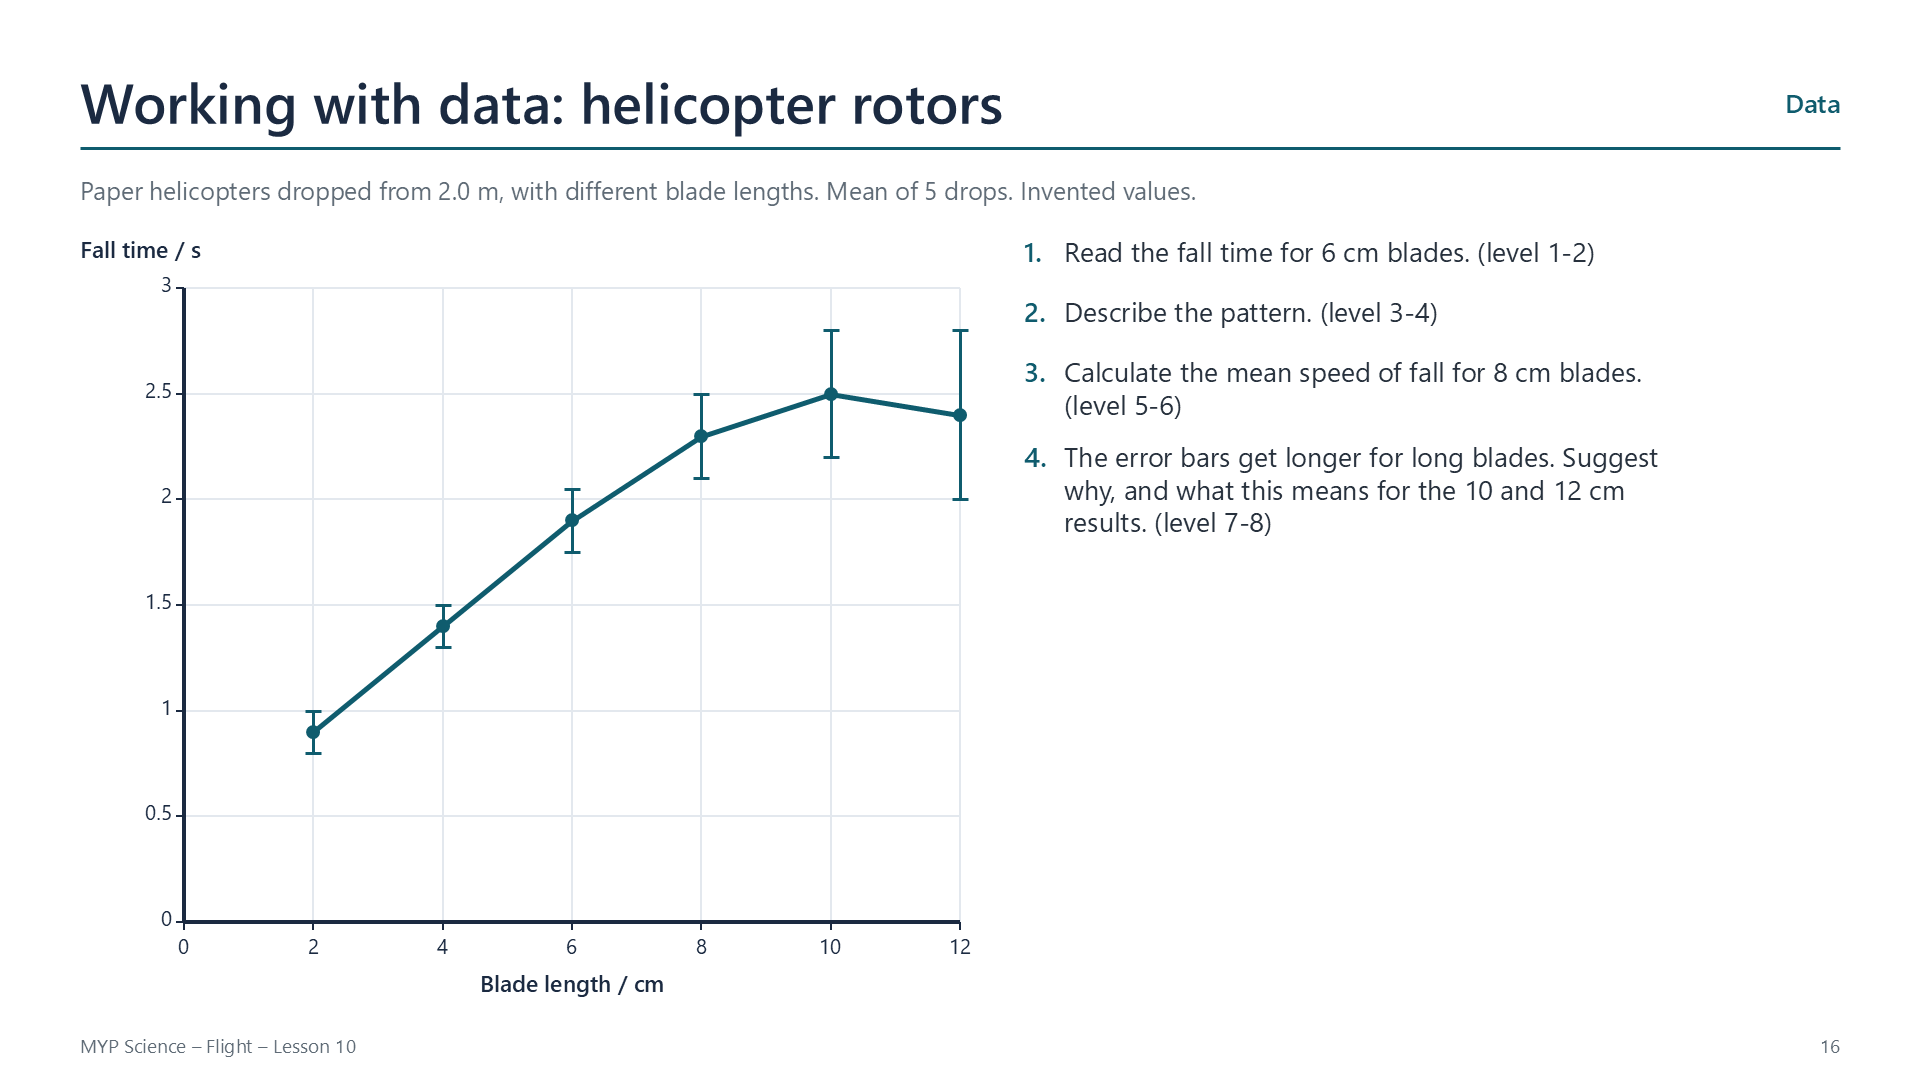 Working with data: helicopter rotors
Data
Paper helicopters dropped from 2.0 m, with different blade lengths. Mean of 5 drops. Invented values.
Fall time / s
3
2.5
2
1.5
1
0.5
0
0 2 4 6 8 10 12
Blade length / cm
1. Read the fall time for 6 cm blades. (level 1-2)
2. Describe the pattern. (level 3-4)
3. Calculate the mean speed of fall for 8 cm blades.
(level 5-6)
4. The error bars get longer for long blades. Suggest
why, and what this means for the 10 and 12 cm
results. (level 7-8)
MYP Science – Flight – Lesson 10
16